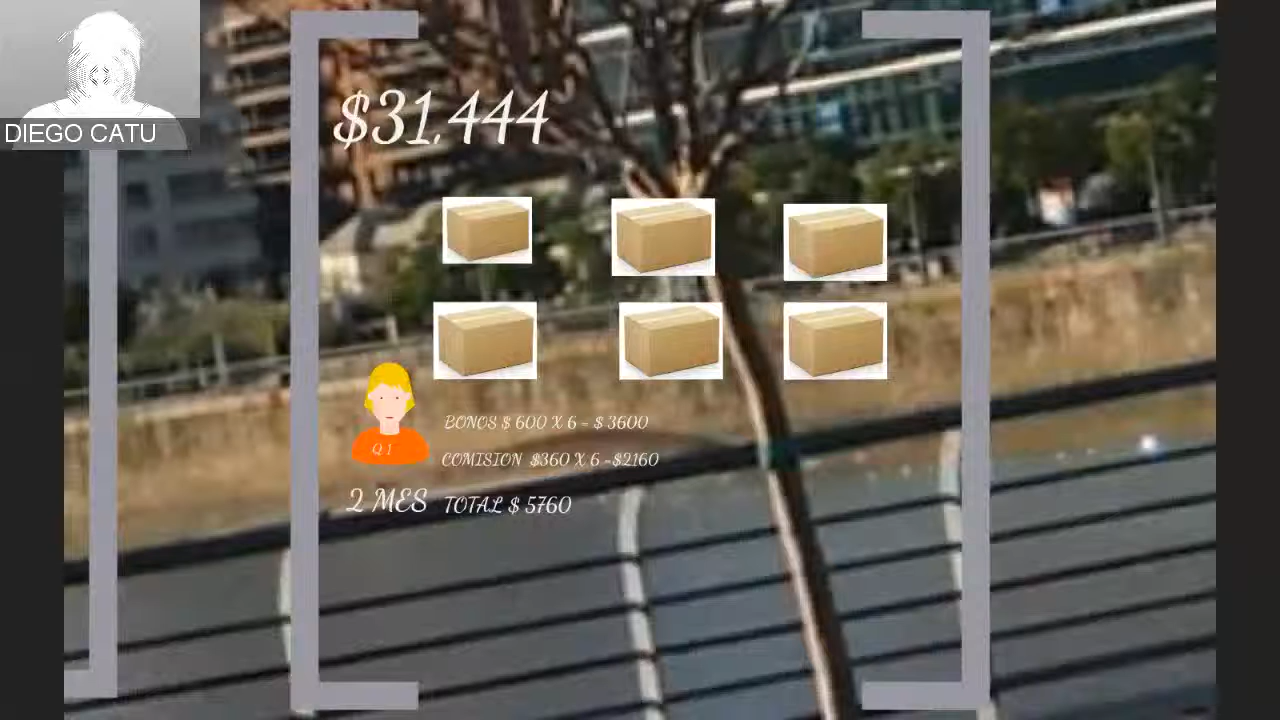 DIEGO CATU
$31.444
BONOS $ 600 X 6 = $ 3600
Q 1
COMISION $360 X 6 =$2160
2 MES TOTAL $ 5760